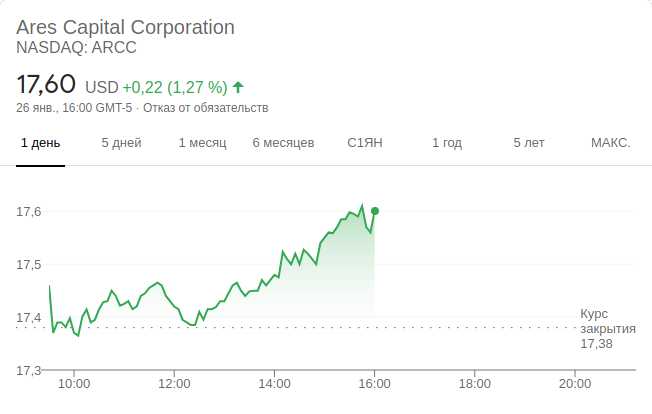 Ares Capital Corporation
NASDAQ: ARCC
17,60 USD +0,22 (1,27 %)
26 янв., 16:00 GMT-5 · Отказ от обязательств
1 день 5 дней 1 месяц 6 месяцев С1ЯН 1 год 5 лет МАКС.
17,6
17,5
17,4
Курс
закрытия
17,38
17,3
10:00 12:00 14:00 16:00 18:00 20:00